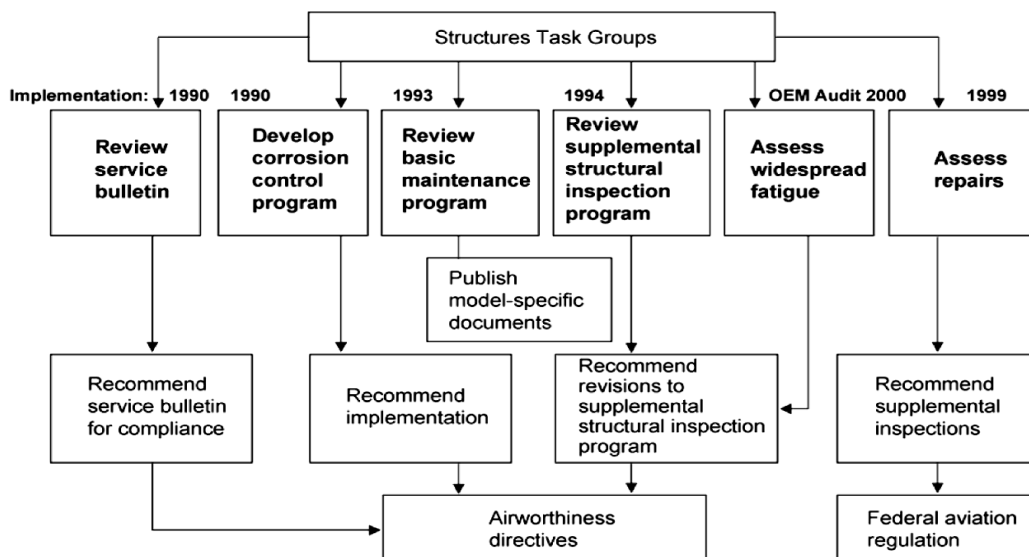 Structures Task Groups
Implementation: 1990 1990 1993 1994 OEM Audit 2000 1999
Review
service
bulletin
Develop
corrosion
control
program
Review
basic
maintenance
program
Review
supplemental
structural
inspection
program
Assess
widespread
fatigue
Assess
repairs
Publish
model-specific
documents
Recommend
service bulletin
for compliance
Recommend
implementation
Recommend
revisions to
supplemental
structural inspection
program
Recommend
supplemental
inspections
Airworthiness
directives
Federal aviation
regulation